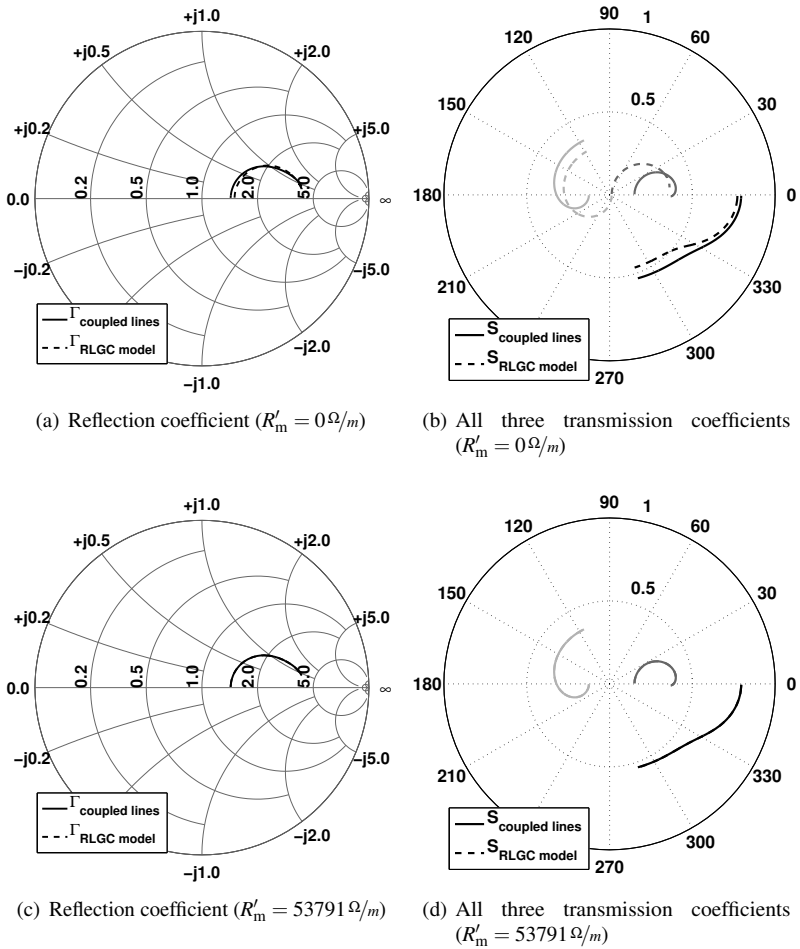 +j1.0
+j0.5
+j2.0
+j0.2
+j5.0
0.0
0.2
0.5
1.0
2.0
5.0
∞
−j0.2
−j5.0
−j2.0
−j1.0
Γcoupled lines
ΓRLGC model
(a) Reflection coefficient (R′m = 0 Ω/m)
90
1
120
60
0.5
150
30
180
0
210
330
300
270
Scoupled lines
SRLGC model
(b) All three transmission coefficients
(R′m = 0 Ω/m)
+j1.0
+j0.5
+j2.0
+j0.2
+j5.0
0.0
0.2
0.5
1.0
2.0
5.0
∞
−j0.2
−j5.0
−j2.0
−j1.0
Γcoupled lines
ΓRLGC model
(c) Reflection coefficient (R′m = 53791 Ω/m)
90
1
120
60
0.5
150
30
180
0
210
330
300
270
Scoupled lines
SRLGC model
(d) All three transmission coefficients
(R′m = 53791 Ω/m)